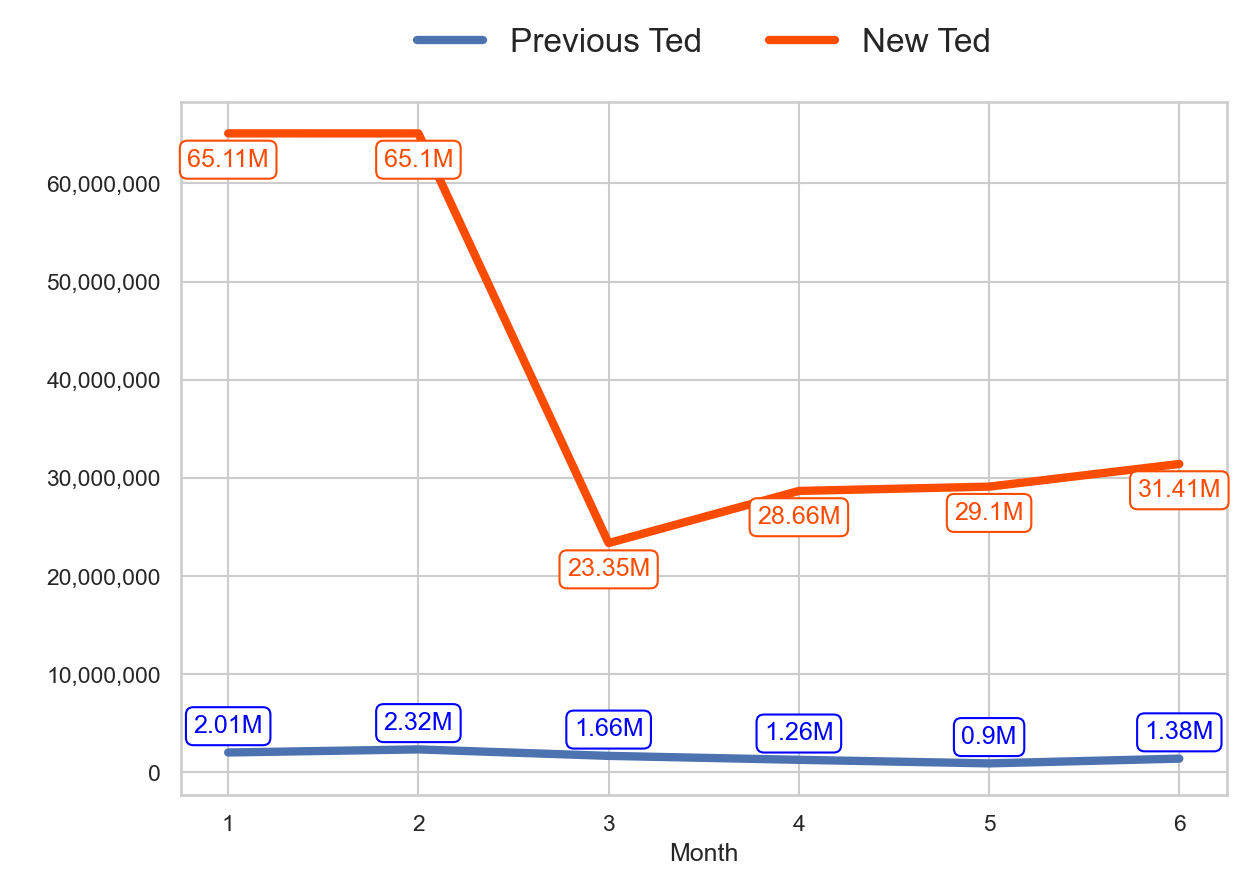 Previous Ted New Ted
65.11M 65.1M
60,000,000
50,000,000
40,000,000
30,000,000
31.41M
28.66M 29.1M
23.35M
20,000,000
10,000,000
2.01M 2.32M 1.66M 1.26M 0.9M 1.38M
0
1 2 3 4 5 6
Month